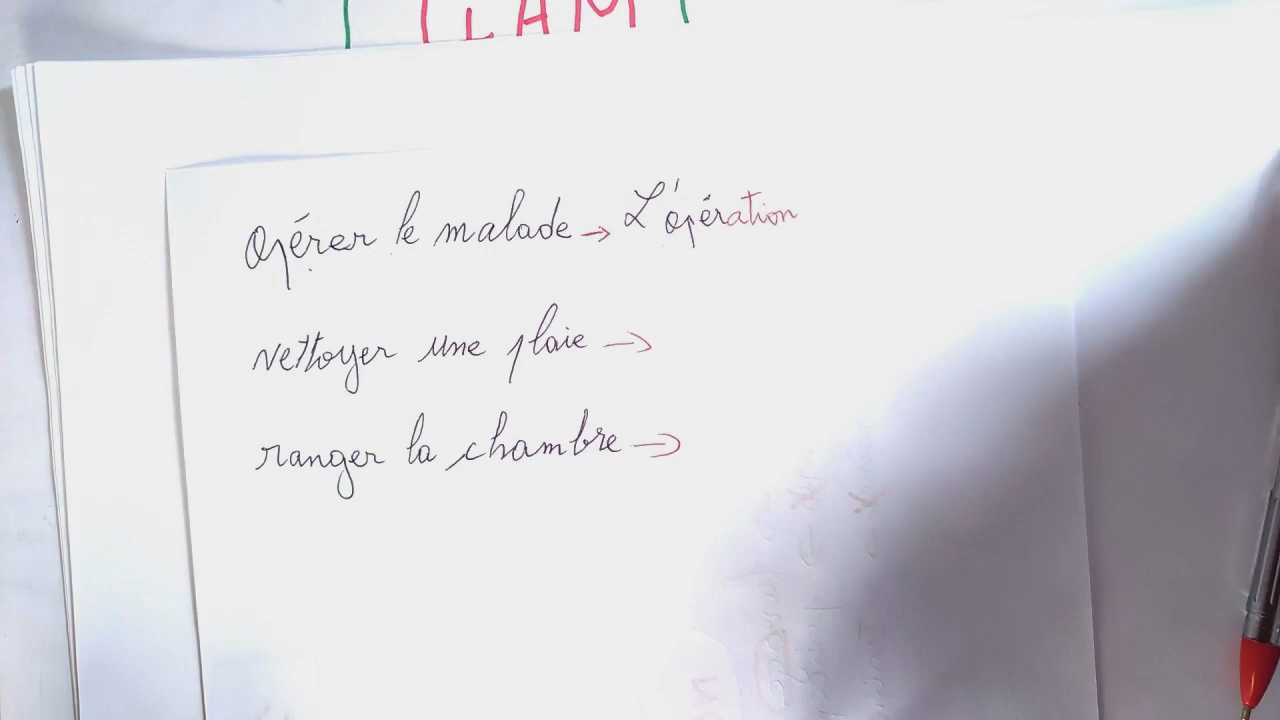 Opérer le malade → L'opération
nettoyer une plaie →
ranger la chambre →